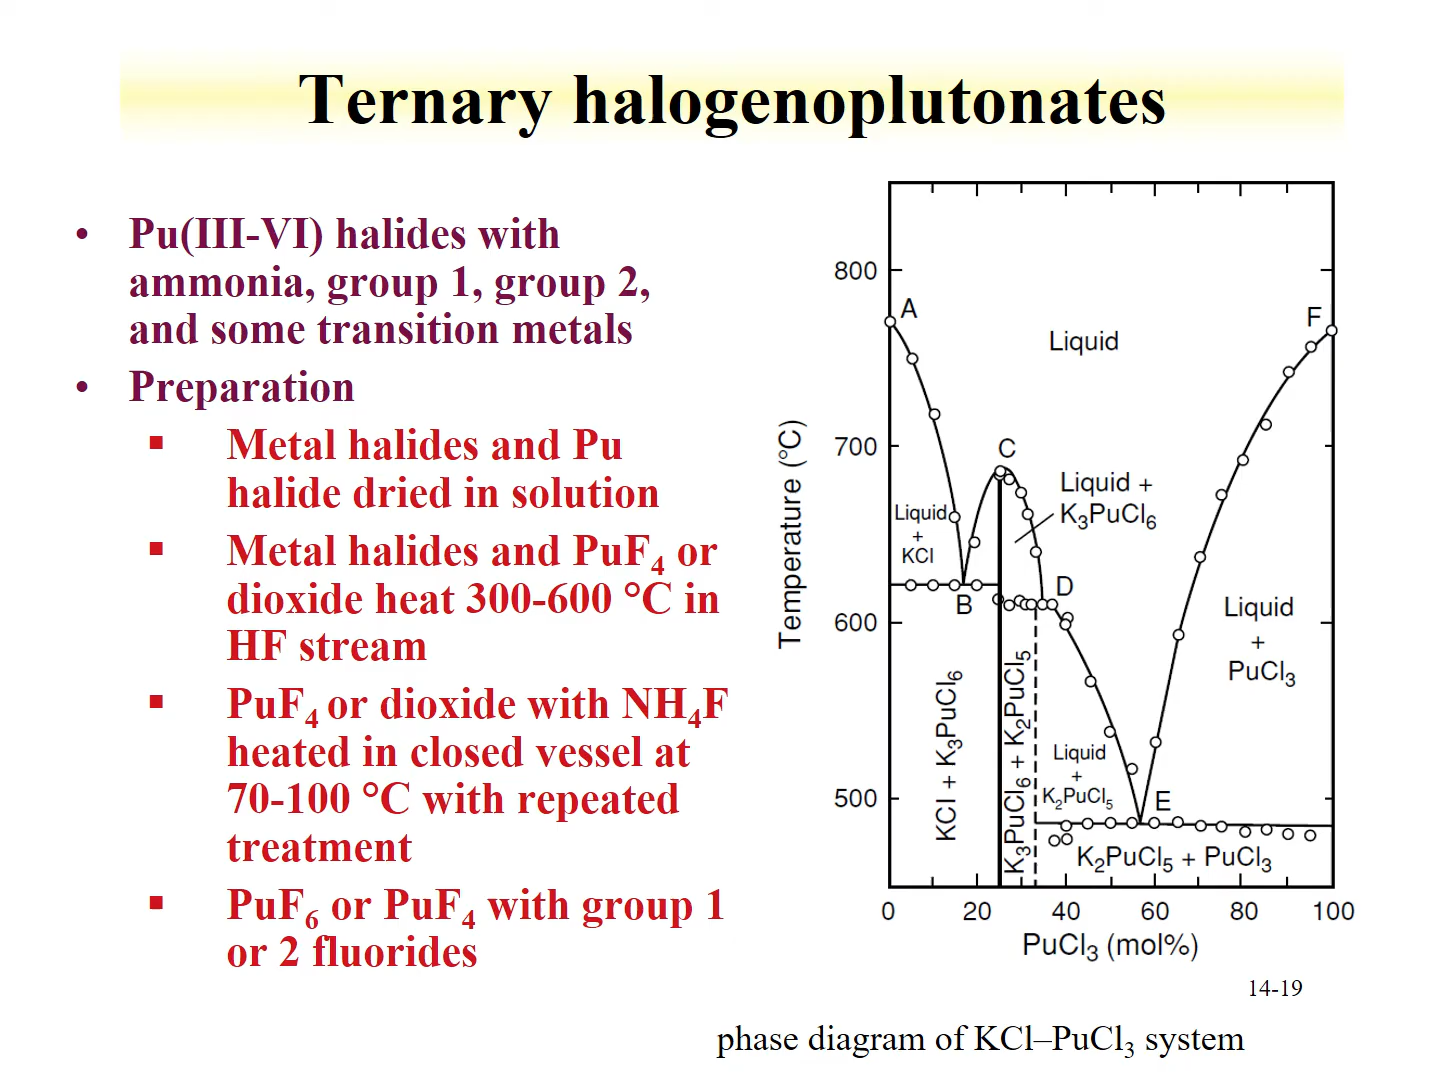 Ternary halogenoplutonates
• Pu(III-VI) halides with
ammonia, group 1, group 2,
and some transition metals
• Preparation
▪ Metal halides and Pu
halide dried in solution
▪ Metal halides and PuF₄ or
dioxide heat 300-600 °C in
HF stream
▪ PuF₄ or dioxide with NH₄F
heated in closed vessel at
70-100 °C with repeated
treatment
▪ PuF₆ or PuF₄ with group 1
or 2 fluorides
Temperature (°C)
800
700
600
500
A
F
Liquid
C
Liquid +
K₃PuCl₆
Liquid
+
KCl
B
D
Liquid
+
PuCl₃
KCl + K₃PuCl₆
K₃PuCl₆ + K₂PuCl₅
Liquid
+
K₂PuCl₅
E
K₂PuCl₅ + PuCl₃
0 20 40 60 80 100
PuCl₃ (mol%)
14-19
phase diagram of KCl–PuCl₃ system